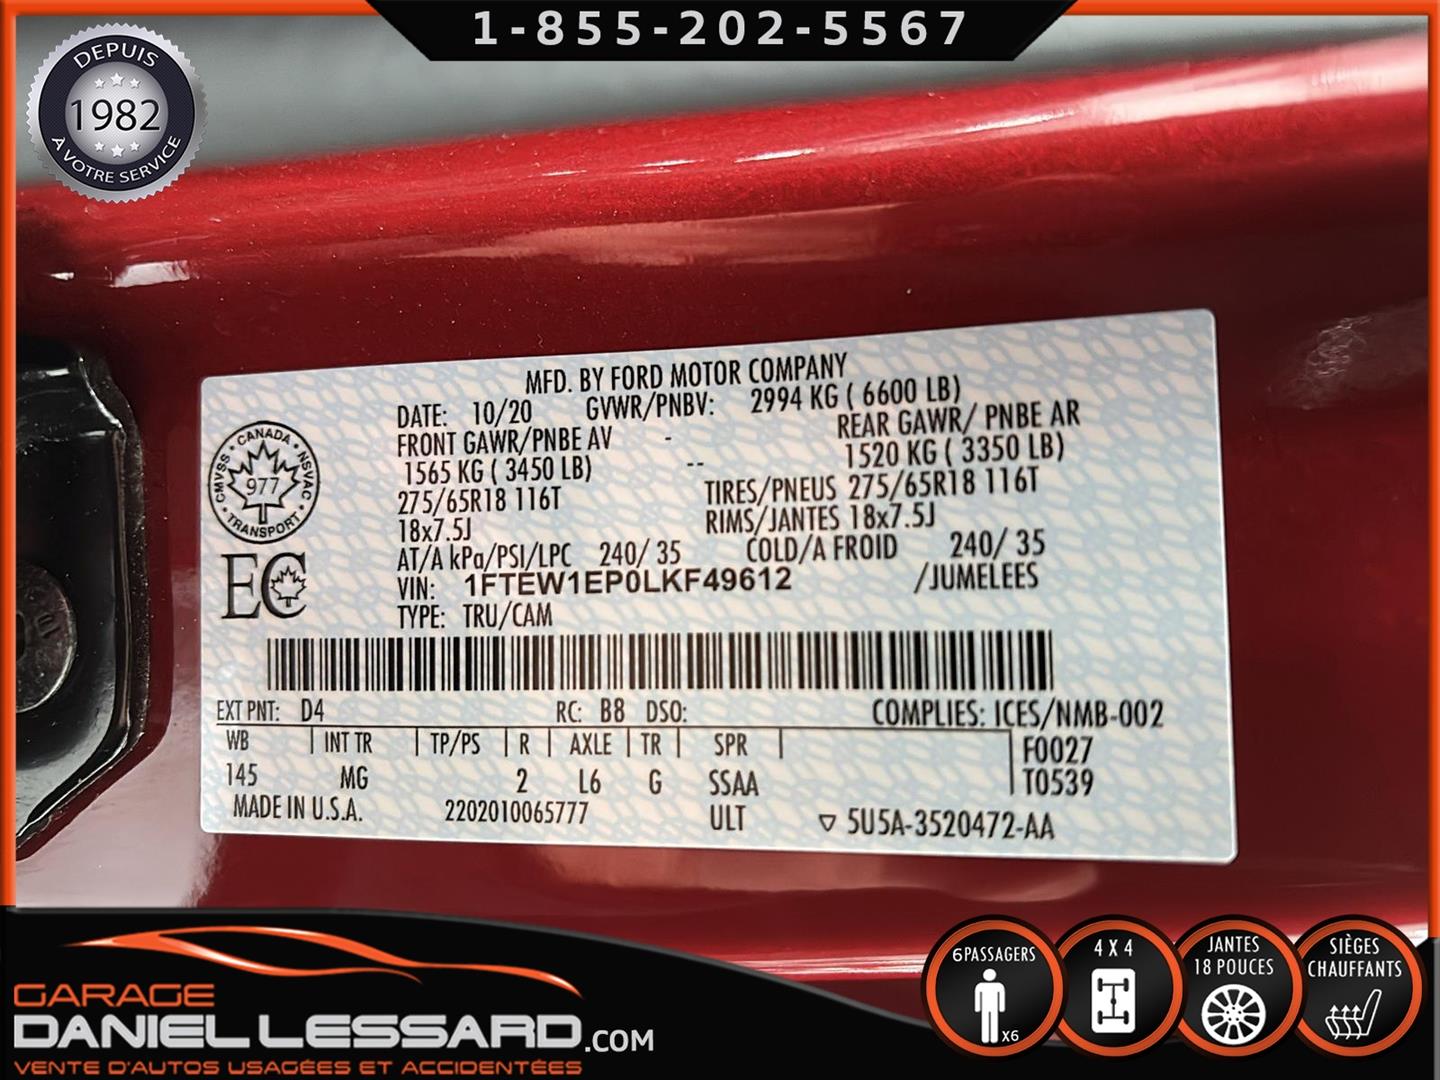 1-855-202-5567
DEPUIS
1982
À VOTRE SERVICE
MFD. BY FORD MOTOR COMPANY
DATE: 10/20 GVWR/PNBV: 2994 KG ( 6600 LB)
FRONT GAWR/PNBE AV - REAR GAWR/ PNBE AR
1565 KG ( 3450 LB) -- 1520 KG ( 3350 LB)
275/65R18 116T TIRES/PNEUS 275/65R18 116T
18x7.5J RIMS/JANTES 18x7.5J
AT/A kPa/PSI/LPC 240/ 35 COLD/A FROID 240/ 35
VIN: 1FTEW1EP0LKF49612 /JUMELEES
TYPE: TRU/CAM
CANADA
CMVSS NSVAC
977
TRANSPORT
EC
EXT PNT: D4 RC: B8 DSO: COMPLIES: ICES/NMB-002
WB | INT TR | TP/PS | R | AXLE | TR | SPR | F0027
145 MG 2 L6 G SSAA T0539
MADE IN U.S.A. 2202010065777 ULT ▽ 5U5A-3520472-AA
GARAGE
DANIEL LESSARD.COM
VENTE D'AUTOS USAGÉES ET ACCIDENTÉES
6 PASSAGERS
X6
4 X 4
JANTES
18 POUCES
SIÈGES
CHAUFFANTS